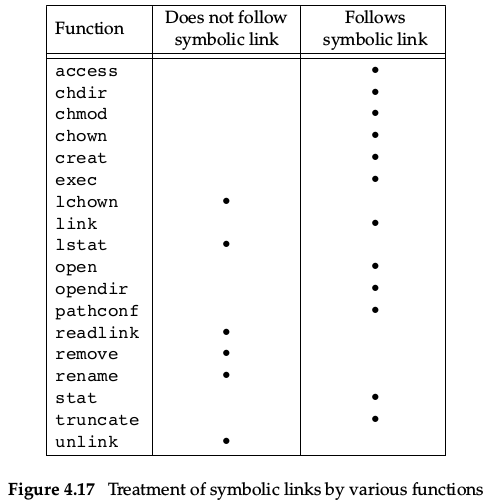 Function Does not follow symbolic link Follows symbolic link
access •
chdir •
chmod •
chown •
creat •
exec •
lchown •
link •
lstat •
open •
opendir •
pathconf •
readlink •
remove •
rename •
stat •
truncate •
unlink •
Figure 4.17 Treatment of symbolic links by various functions